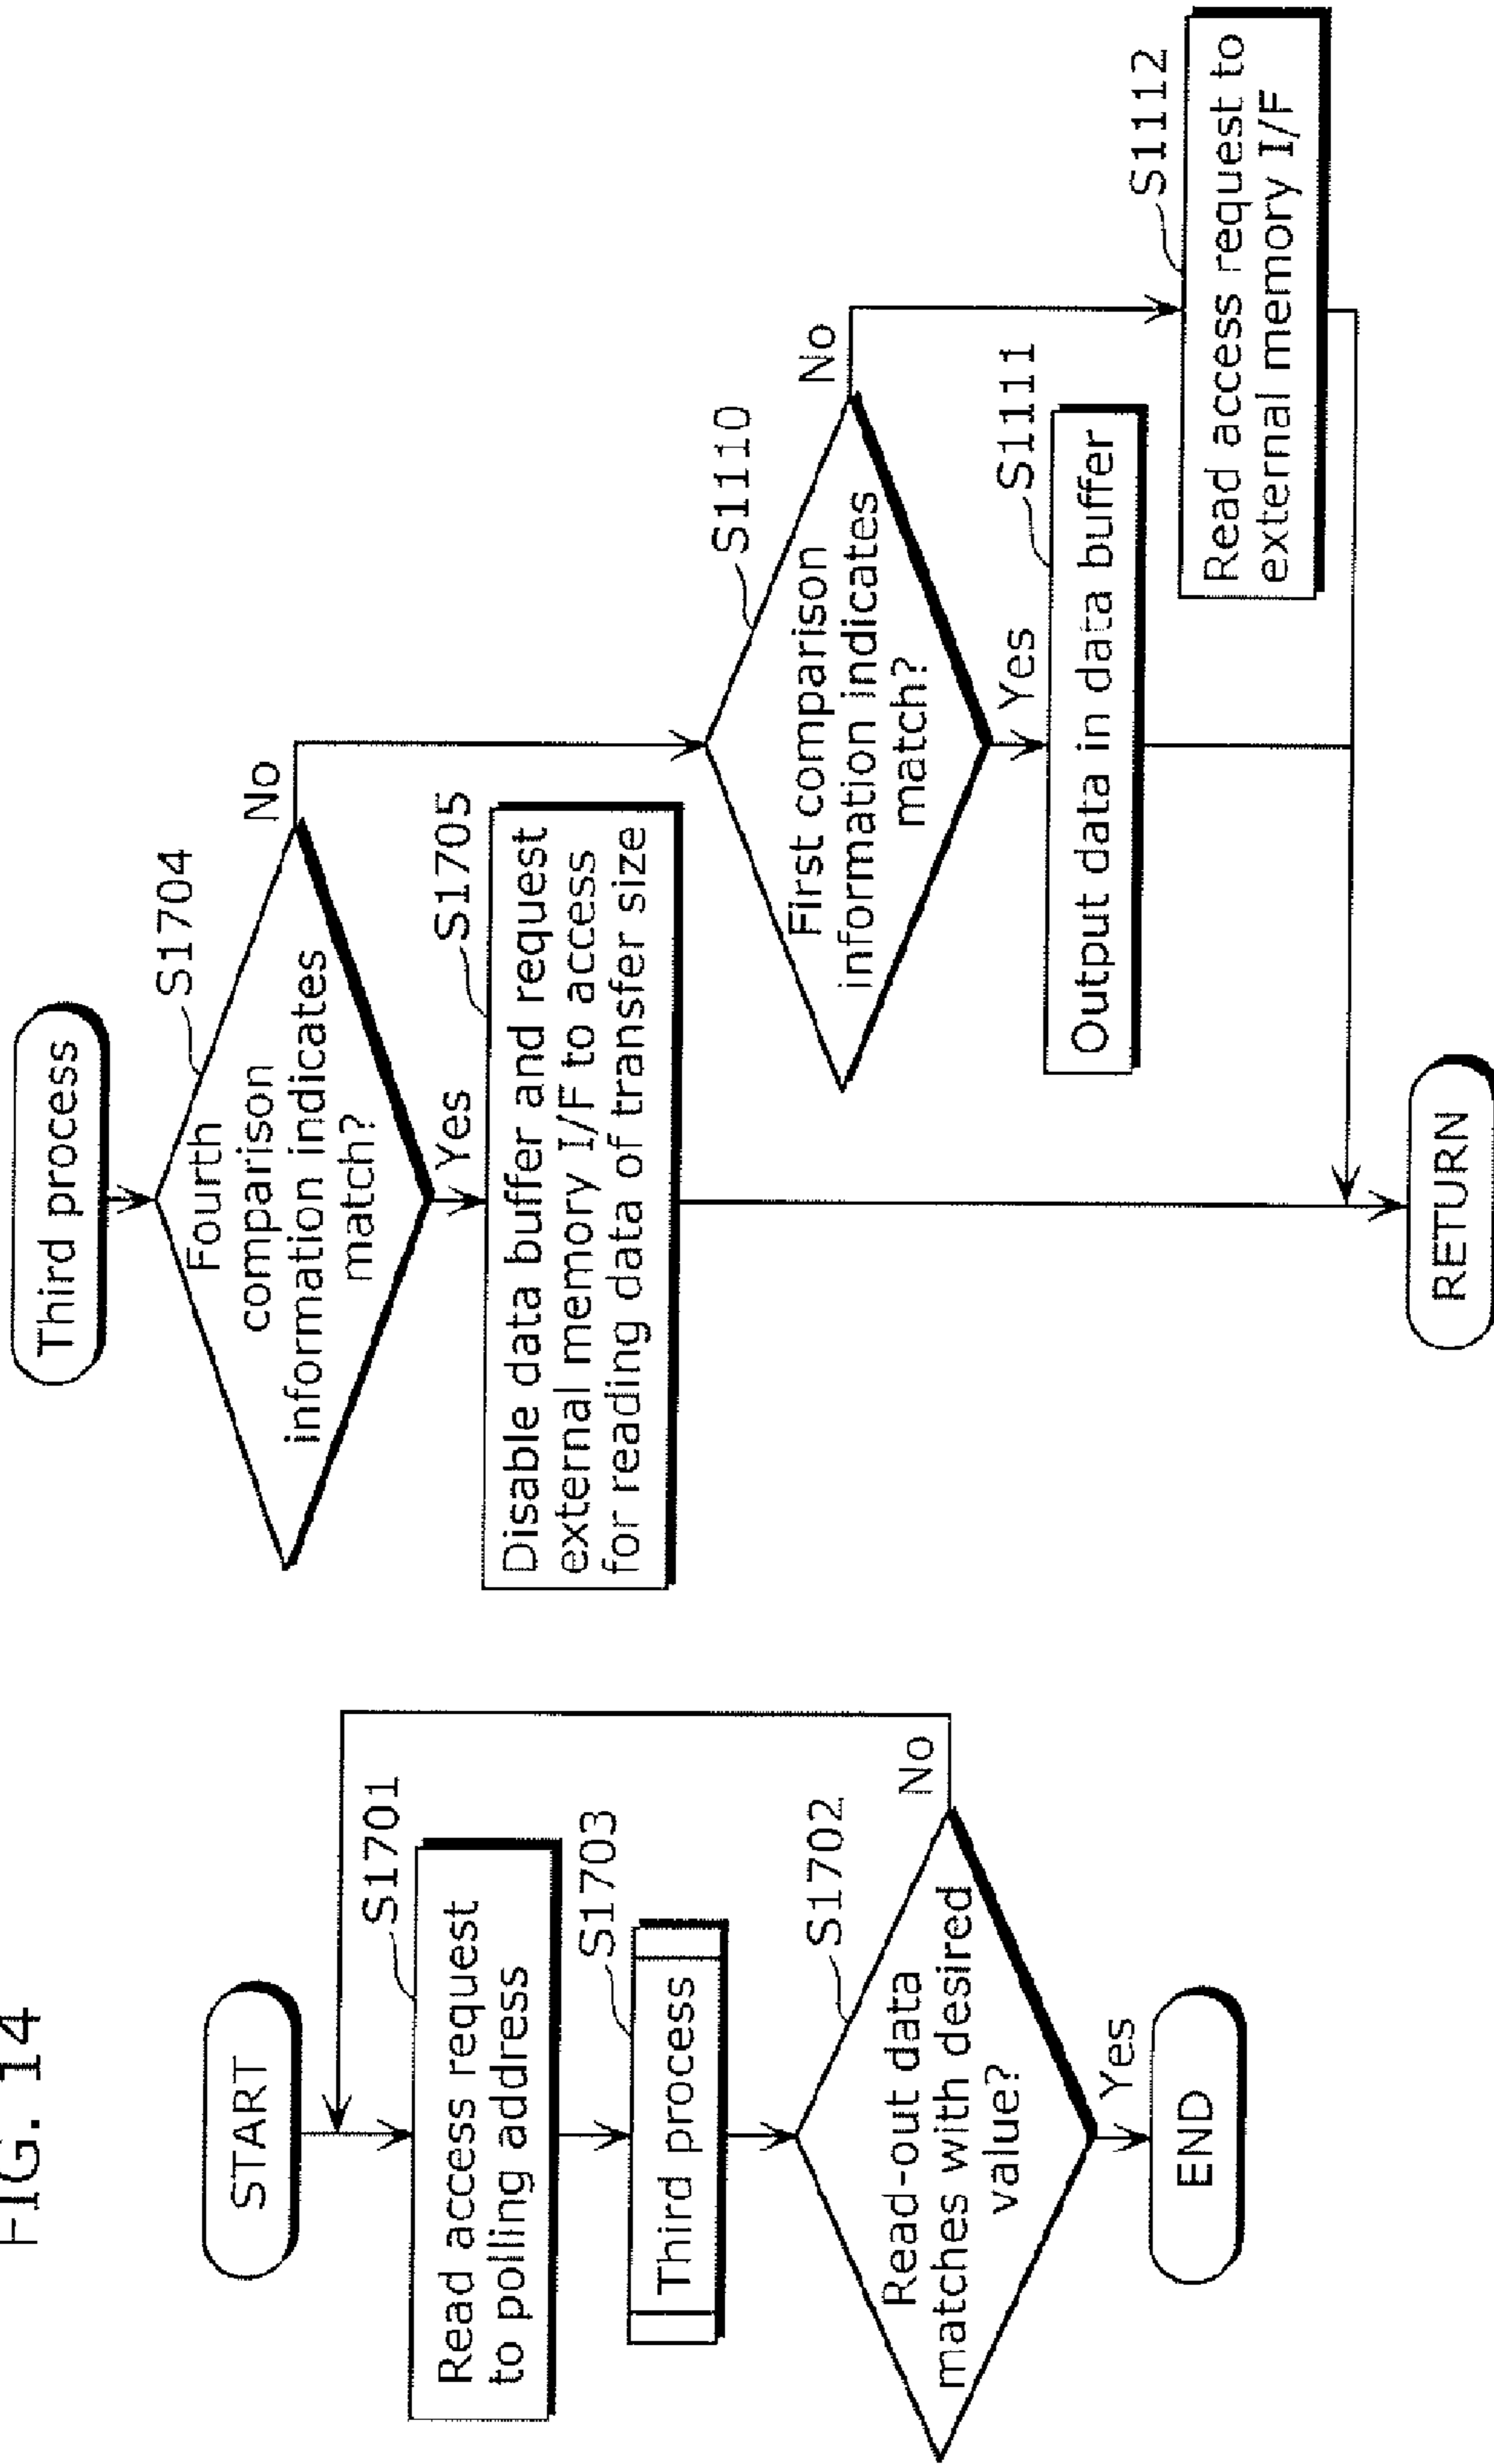 FIG. 14
START
S1701
Read access request
to polling address
S1703
Third process
S1702
Read-out data
matches with desired
value?
No
Yes
END
Third process
S1704
Fourth
comparison
information indicates
match?
No
Yes
S1705
Disable data buffer and request
external memory I/F to access
for reading data of transfer size
S1110
First comparison
information indicates
match?
No
Yes
S1111
Output data in data buffer
S1112
Read access request to
external memory I/F
RETURN